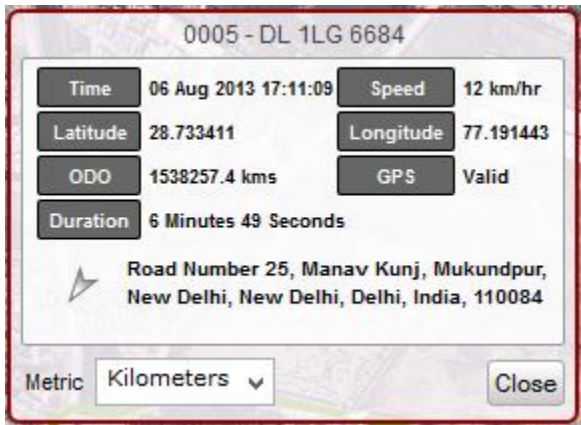 0005 - DL 1LG 6684
Time 06 Aug 2013 17:11:09 Speed 12 km/hr
Latitude 28.733411 Longitude 77.191443
ODO 1538257.4 kms GPS Valid
Duration 6 Minutes 49 Seconds
Road Number 25, Manav Kunj, Mukundpur,
New Delhi, New Delhi, Delhi, India, 110084
Metric Kilometers Close